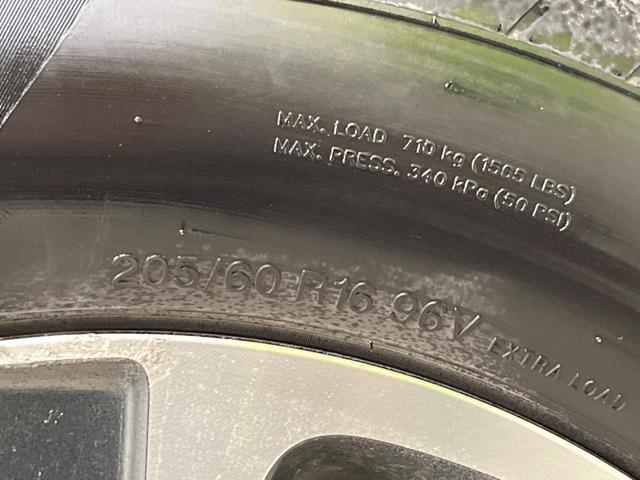 MAX. LOAD 710 kg (1565 LBS)
MAX. PRESS. 340 kPa (50 PSI)
205/60 R16 96V EXTRA LOAD